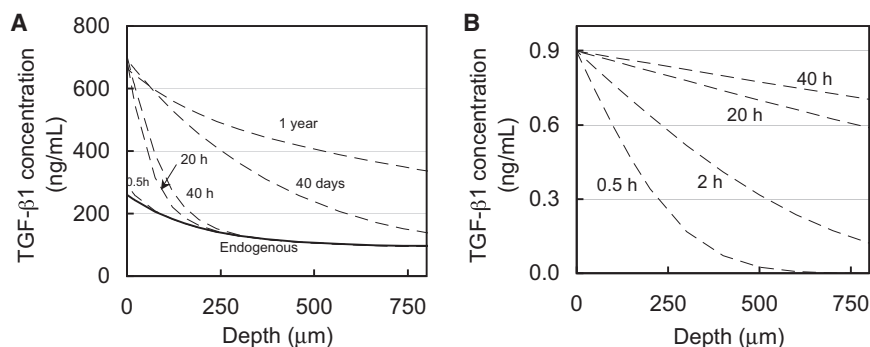 A
TGF-β1 concentration
(ng/mL)
800
600
400
200
0
1 year
20 h
0.5h
40 h
40 days
Endogenous
0
250
500
750
Depth (μm)
B
TGF-β1 concentration
(ng/mL)
0.9
0.6
0.3
0.0
40 h
20 h
2 h
0.5 h
0
250
500
750
Depth (μm)